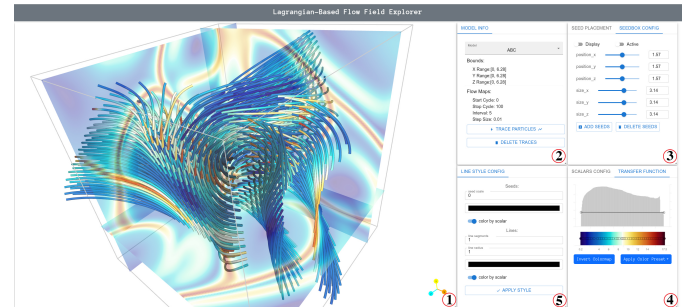 Lagrangian-Based Flow Field Explorer
MODEL INFO
Model
ABC
Bounds:
X Range:[0, 6.28]
Y Range:[0, 6.28]
Z Range:[0, 6.28]
Flow Maps:
Start Cycle: 0
Stop Cycle: 100
Interval: 5
Step Size: 0.01
+ TRACE PARTICLES
DELETE TRACES
2
SEED PLACEMENT
SEEDBOX CONFIG
Display
Active
position_x
1.57
position_y
1.57
position_z
1.57
size_x
3.14
size_y
3.14
size_z
3.14
ADD SEEDS
DELETE SEEDS
3
LINE STYLE CONFIG
Seeds:
0
color by scalar
Lines:
1
1
color by scalar
✓ APPLY STYLE
5
SCALARS CONFIG
TRANSFER FUNCTION
Invert Colormap
Apply Color Preset
4
1